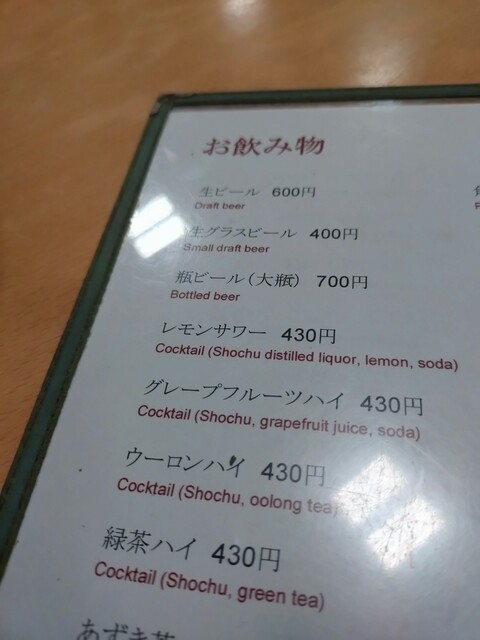 お飲み物
生ビール 600円
Draft beer
生グラスビール 400円
Small draft beer
瓶ビール(大瓶) 700円
Bottled beer
レモンサワー 430円
Cocktail (Shochu distilled liquor, lemon, soda)
グレープフルーツハイ 430円
Cocktail (Shochu, grapefruit juice, soda)
ウーロンハイ 430円
Cocktail (Shochu, oolong tea)
緑茶ハイ 430円
Cocktail (Shochu, green tea)
あずき茶